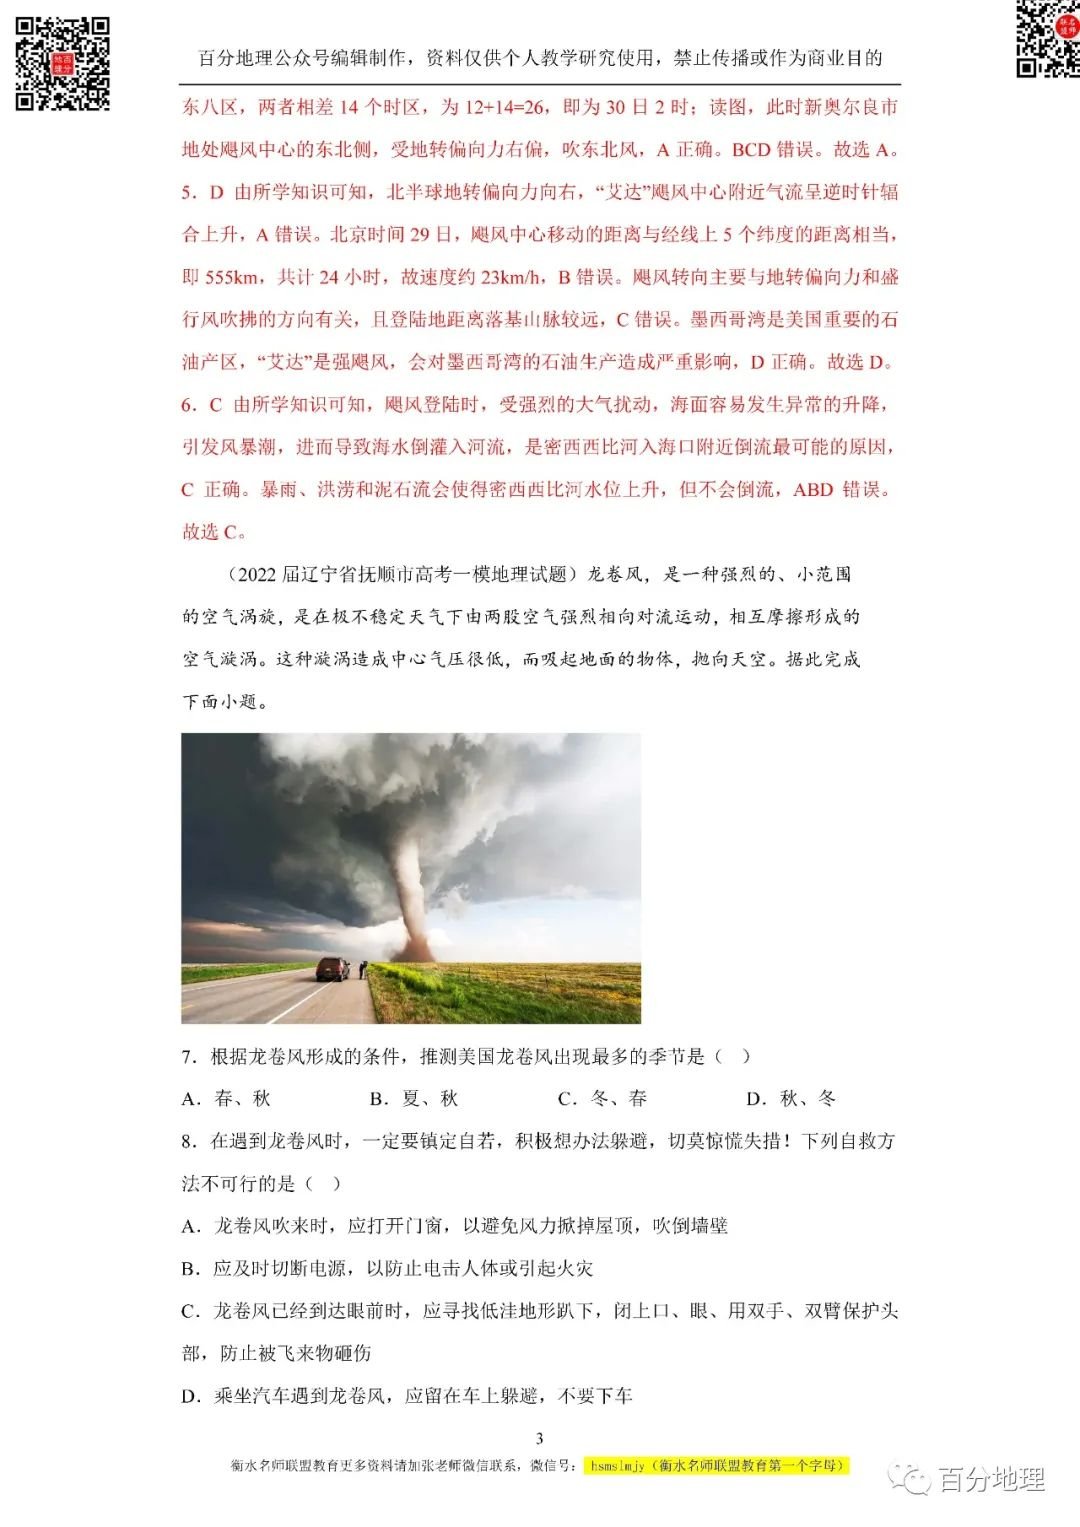 百分地理公众号编辑制作，资料仅供个人教学研究使用，禁止传播或作为商业目的
东八区，两者相差 14 个时区，为 12+14=26，即为 30 日 2 时；读图，此时新奥尔良市
地处飓风中心的东北侧，受地转偏向力右偏，吹东北风，A 正确。BCD 错误。故选 A。
5．D 由所学知识可知，北半球地转偏向力向右，“艾达”飓风中心附近气流呈逆时针辐
合上升，A 错误。北京时间 29 日，飓风中心移动的距离与经线上 5 个纬度的距离相当，
即 555km，共计 24 小时，故速度约 23km/h，B 错误。飓风转向主要与地转偏向力和盛
行风吹拂的方向有关，且登陆地距离落基山脉较远，C 错误。墨西哥湾是美国重要的石
油产区，“艾达”是强飓风，会对墨西哥湾的石油生产造成严重影响，D 正确。故选 D。
6．C 由所学知识可知，飓风登陆时，受强烈的大气扰动，海面容易发生异常的升降，
引发风暴潮，进而导致海水倒灌入河流，是密西西比河入海口附近倒流最可能的原因，
C 正确。暴雨、洪涝和泥石流会使得密西西比河水位上升，但不会倒流，ABD 错误。
故选 C。
（2022 届辽宁省抚顺市高考一模地理试题）龙卷风，是一种强烈的、小范围
的空气涡旋，是在极不稳定天气下由两股空气强烈相向对流运动，相互摩擦形成的
空气漩涡。这种漩涡造成中心气压很低，而吸起地面的物体，抛向天空。据此完成
下面小题。
7．根据龙卷风形成的条件，推测美国龙卷风出现最多的季节是（ ）
A．春、秋 B．夏、秋 C．冬、春 D．秋、冬
8．在遇到龙卷风时，一定要镇定自若，积极想办法躲避，切莫惊慌失措！下列自救方
法不可行的是（ ）
A．龙卷风吹来时，应打开门窗，以避免风力掀掉屋顶，吹倒墙壁
B．应及时切断电源，以防止电击人体或引起火灾
C．龙卷风已经到达眼前时，应寻找低洼地形趴下，闭上口、眼、用双手、双臂保护头
部，防止被飞来物砸伤
D．乘坐汽车遇到龙卷风，应留在车上躲避，不要下车
3
衡水名师联盟教育更多资料请加张老师微信联系，微信号： hsmslmjy（衡水名师联盟教育第一个字母）
百分地理